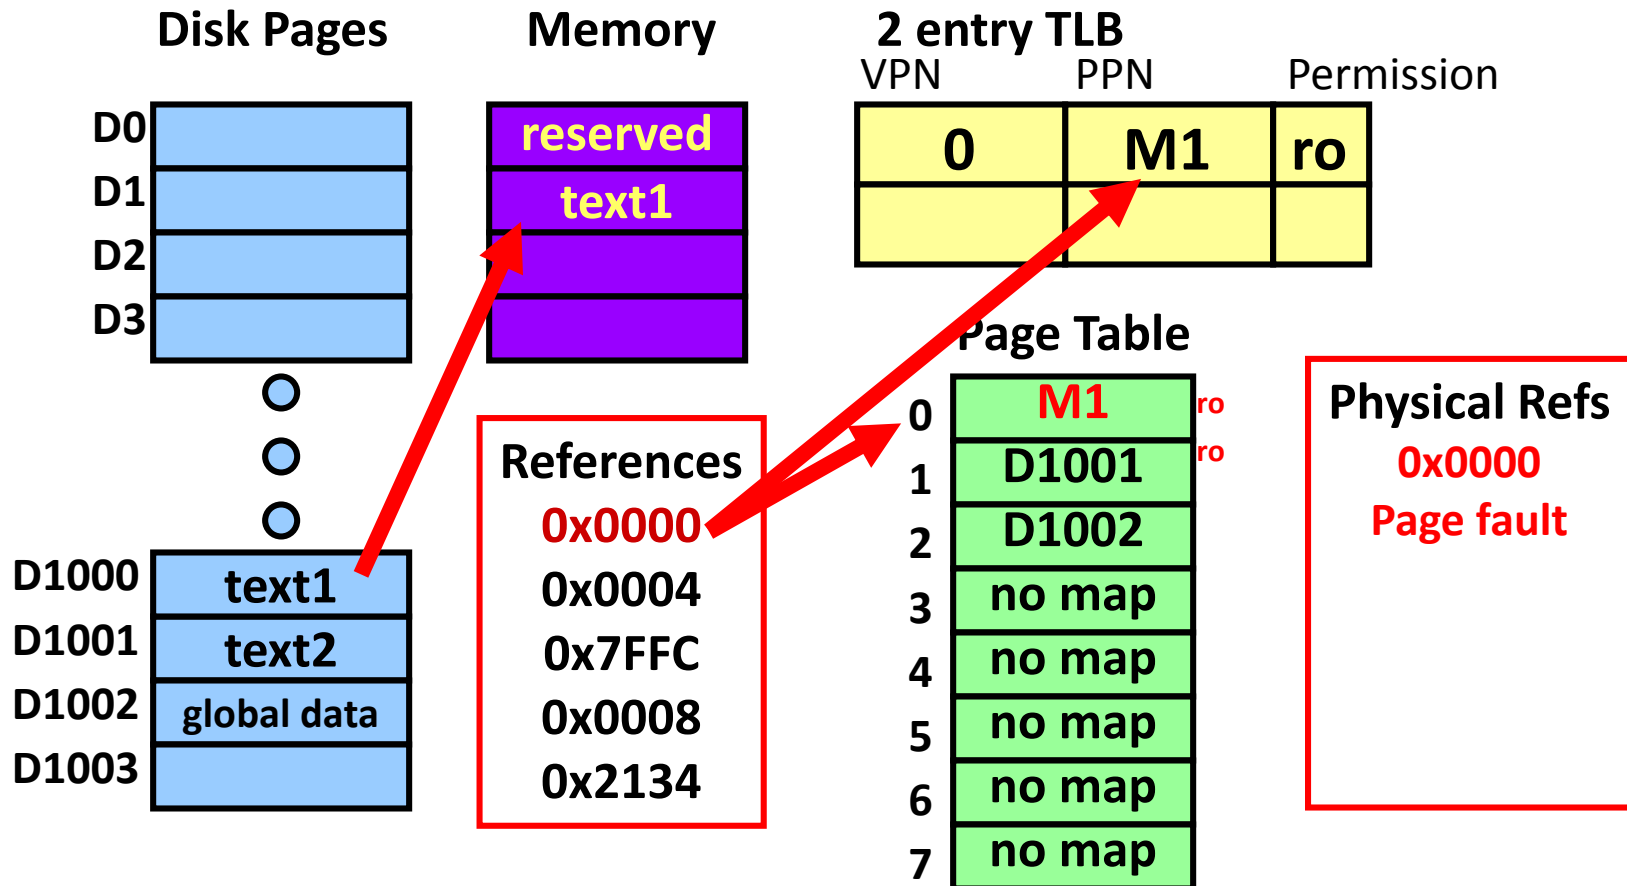 Disk Pages
D0
D1
D2
D3
D1000 text1
D1001 text2
D1002 global data
D1003
Memory
reserved
text1
References
0x0000
0x0004
0x7FFC
0x0008
0x2134
2 entry TLB
VPN PPN Permission
0 M1 ro
Page Table
0 M1 ro
1 D1001 ro
2 D1002
3 no map
4 no map
5 no map
6 no map
7 no map
Physical Refs
0x0000
Page fault